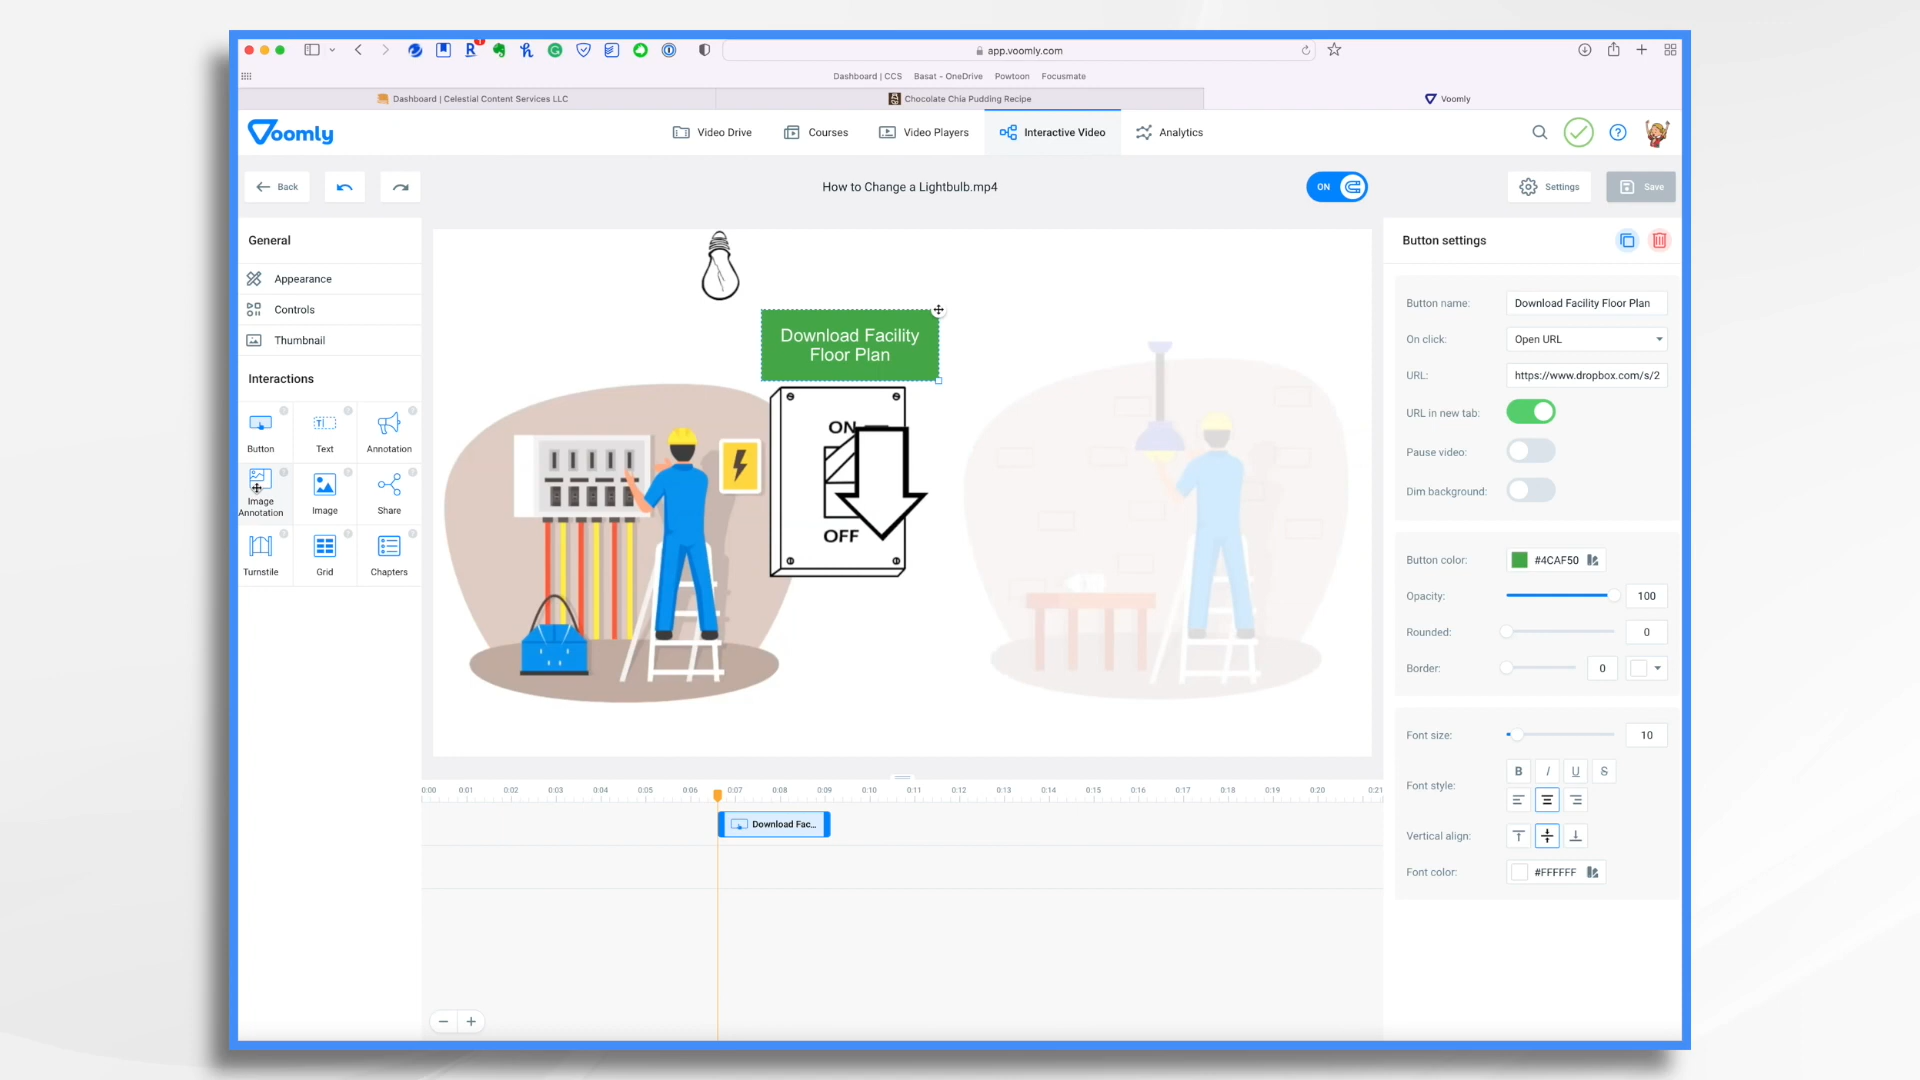 app.voomly.com
Dashboard | CCS Basat - OneDrive Powtoon Focusmate
Dashboard | Celestial Content Services LLC
Chocolate Chia Pudding Recipe
Voomly
Voomly
Video Drive
Courses
Video Players
Interactive Video
Analytics
Back
How to Change a Lightbulb.mp4
ON
Settings
Save
General
Appearance
Controls
Thumbnail
Interactions
Button
Text
Annotation
Image
Annotation
Image
Share
Turnstile
Grid
Chapters
Download Facility
Floor Plan
ON
OFF
Button settings
Button name: Download Facility Floor Plan
On click: Open URL
URL: https://www.dropbox.com/s/2
URL in new tab:
Pause video:
Dim background:
Button color: #4CAF50
Opacity: 100
Rounded: 0
Border: 0
Font size: 10
Font style: B I U S
Vertical align:
Font color: #FFFFFF
0:00 0:01 0:02 0:03 0:04 0:05 0:06 0:07 0:08 0:09 0:10 0:11 0:12 0:13 0:14 0:15 0:16 0:17 0:18 0:19 0:20 0:21
Download Fac...